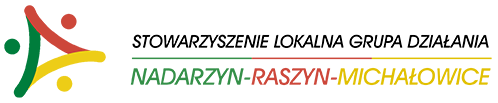 STOWARZYSZENIE LOKALNA GRUPA DZIAŁANIA
NADARZYN-RASZYN-MICHAŁOWICE